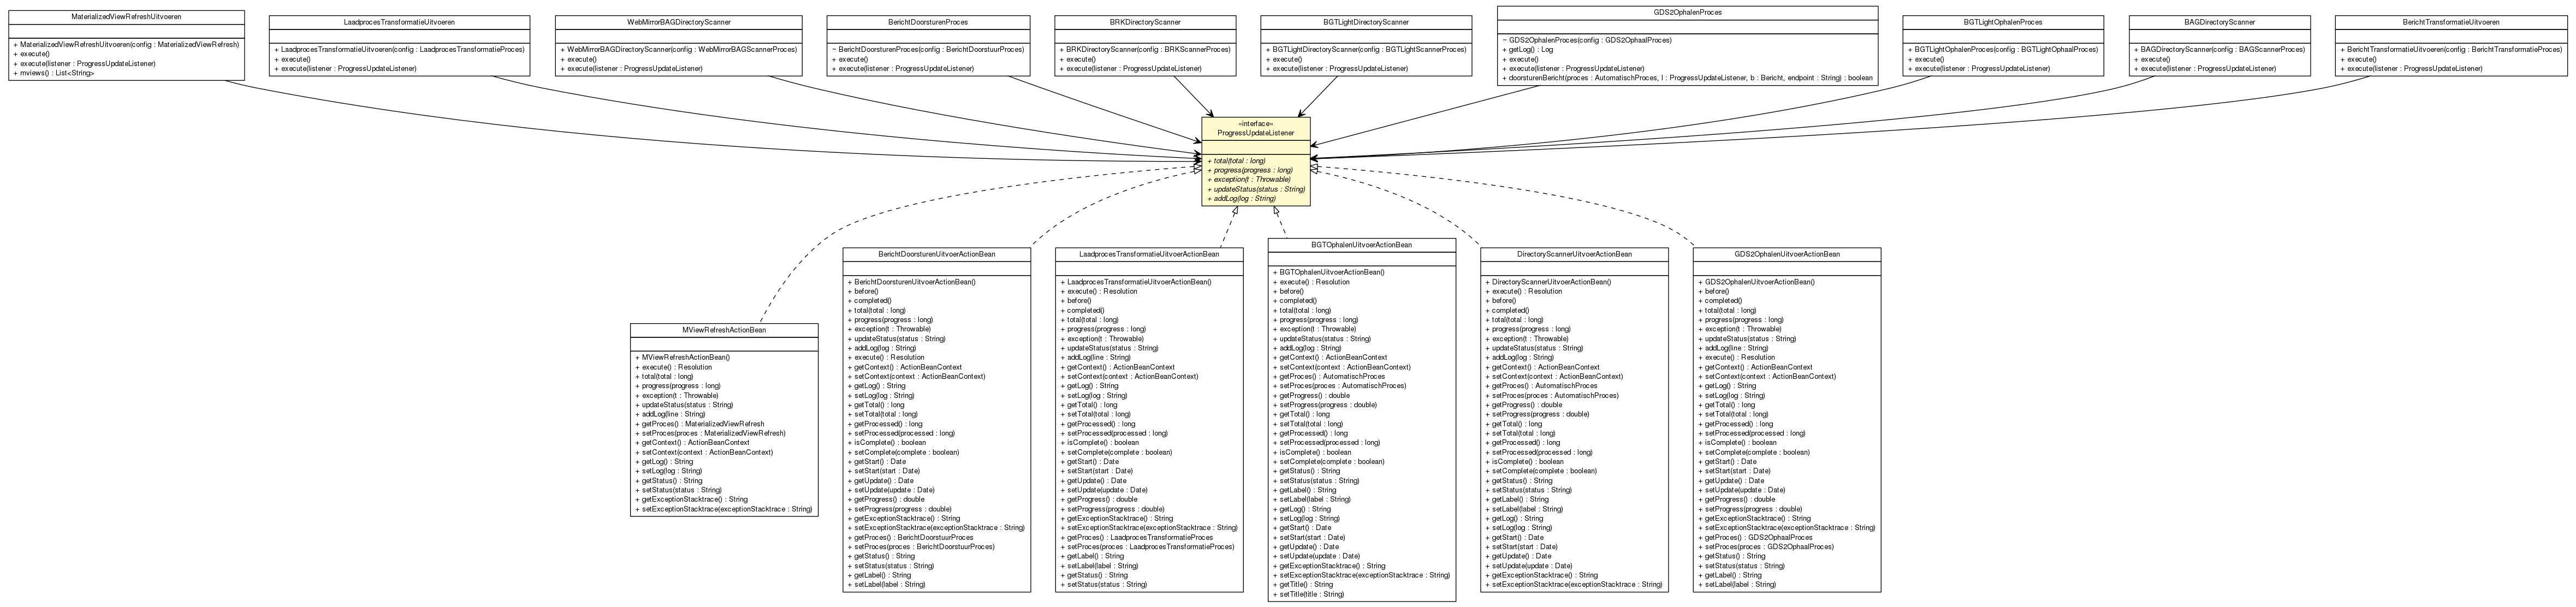 MaterializedViewRefreshUitvoeren
+ MaterializedViewRefreshUitvoeren(config : MaterializedViewRefresh)
+ execute()
+ execute(listener : ProgressUpdateListener)
+ mviews() : List<String>
LaadprocesTransformatieUitvoeren
+ LaadprocesTransformatieUitvoeren(config : LaadprocesTransformatieProces)
+ execute()
+ execute(listener : ProgressUpdateListener)
WebMirrorBAGDirectoryScanner
+ WebMirrorBAGDirectoryScanner(config : WebMirrorBAGScannerProces)
+ execute()
+ execute(listener : ProgressUpdateListener)
BerichtDoorsturenProces
~ BerichtDoorsturenProces(config : BerichtDoorstuurProces)
+ execute()
+ execute(listener : ProgressUpdateListener)
BRKDirectoryScanner
+ BRKDirectoryScanner(config : BRKScannerProces)
+ execute()
+ execute(listener : ProgressUpdateListener)
BGTLightDirectoryScanner
+ BGTLightDirectoryScanner(config : BGTLightScannerProces)
+ execute()
+ execute(listener : ProgressUpdateListener)
GDS2OphalenProces
~ GDS2OphalenProces(config : GDS2OphaalProces)
+ getLog() : Log
+ execute()
+ execute(listener : ProgressUpdateListener)
+ doorsturenBericht(proces : AutomatischProces, l : ProgressUpdateListener, b : Bericht, endpoint : String) : boolean
BGTLightOphalenProces
+ BGTLightOphalenProces(config : BGTLightOphaalProces)
+ execute()
+ execute(listener : ProgressUpdateListener)
BAGDirectoryScanner
+ BAGDirectoryScanner(config : BAGScannerProces)
+ execute()
+ execute(listener : ProgressUpdateListener)
BerichtTransformatieUitvoeren
+ BerichtTransformatieUitvoeren(config : BerichtTransformatieProces)
+ execute()
+ execute(listener : ProgressUpdateListener)
«interface»
ProgressUpdateListener
+ total(total : long)
+ progress(progress : long)
+ exception(t : Throwable)
+ updateStatus(status : String)
+ addLog(log : String)
MViewRefreshActionBean
+ MViewRefreshActionBean()
+ execute() : Resolution
+ total(total : long)
+ progress(progress : long)
+ exception(t : Throwable)
+ updateStatus(status : String)
+ addLog(line : String)
+ getProces() : MaterializedViewRefresh
+ setProces(proces : MaterializedViewRefresh)
+ getContext() : ActionBeanContext
+ setContext(context : ActionBeanContext)
+ getLog() : String
+ setLog(log : String)
+ getStatus() : String
+ setStatus(status : String)
+ getExceptionStacktrace() : String
+ setExceptionStacktrace(exceptionStacktrace : String)
BerichtDoorsturenUitvoerActionBean
+ BerichtDoorsturenUitvoerActionBean()
+ before()
+ completed()
+ total(total : long)
+ progress(progress : long)
+ exception(t : Throwable)
+ updateStatus(status : String)
+ addLog(log : String)
+ execute() : Resolution
+ getContext() : ActionBeanContext
+ setContext(context : ActionBeanContext)
+ getLog() : String
+ setLog(log : String)
+ getTotal() : long
+ setTotal(total : long)
+ getProcessed() : long
+ setProcessed(processed : long)
+ isComplete() : boolean
+ setComplete(complete : boolean)
+ getStart() : Date
+ setStart(start : Date)
+ getUpdate() : Date
+ setUpdate(update : Date)
+ getProgress() : double
+ setProgress(progress : double)
+ getExceptionStacktrace() : String
+ setExceptionStacktrace(exceptionStacktrace : String)
+ getProces() : BerichtDoorstuurProces
+ setProces(proces : BerichtDoorstuurProces)
+ getStatus() : String
+ setStatus(status : String)
+ getLabel() : String
+ setLabel(label : String)
LaadprocesTransformatieUitvoerActionBean
+ LaadprocesTransformatieUitvoerActionBean()
+ execute() : Resolution
+ before()
+ completed()
+ total(total : long)
+ progress(progress : long)
+ exception(t : Throwable)
+ updateStatus(status : String)
+ addLog(line : String)
+ getContext() : ActionBeanContext
+ setContext(context : ActionBeanContext)
+ getLog() : String
+ setLog(log : String)
+ getTotal() : long
+ setTotal(total : long)
+ getProcessed() : long
+ setProcessed(processed : long)
+ isComplete() : boolean
+ setComplete(complete : boolean)
+ getStart() : Date
+ setStart(start : Date)
+ getUpdate() : Date
+ setUpdate(update : Date)
+ getProgress() : double
+ setProgress(progress : double)
+ getExceptionStacktrace() : String
+ setExceptionStacktrace(exceptionStacktrace : String)
+ getProces() : LaadprocesTransformatieProces
+ setProces(proces : LaadprocesTransformatieProces)
+ getLabel() : String
+ setLabel(label : String)
+ getStatus() : String
+ setStatus(status : String)
BGTOphalenUitvoerActionBean
+ BGTOphalenUitvoerActionBean()
+ execute() : Resolution
+ before()
+ completed()
+ total(total : long)
+ progress(progress : long)
+ exception(t : Throwable)
+ updateStatus(status : String)
+ addLog(log : String)
+ getContext() : ActionBeanContext
+ setContext(context : ActionBeanContext)
+ getProces() : AutomatischProces
+ setProces(proces : AutomatischProces)
+ getProgress() : double
+ setProgress(progress : double)
+ getTotal() : long
+ setTotal(total : long)
+ getProcessed() : long
+ setProcessed(processed : long)
+ isComplete() : boolean
+ setComplete(complete : boolean)
+ getStatus() : String
+ setStatus(status : String)
+ getLabel() : String
+ setLabel(label : String)
+ getLog() : String
+ setLog(log : String)
+ getStart() : Date
+ setStart(start : Date)
+ getUpdate() : Date
+ setUpdate(update : Date)
+ getExceptionStacktrace() : String
+ setExceptionStacktrace(exceptionStacktrace : String)
+ getTitle() : String
+ setTitle(title : String)
DirectoryScannerUitvoerActionBean
+ DirectoryScannerUitvoerActionBean()
+ execute() : Resolution
+ before()
+ completed()
+ total(total : long)
+ progress(progress : long)
+ exception(t : Throwable)
+ updateStatus(status : String)
+ addLog(log : String)
+ getContext() : ActionBeanContext
+ setContext(context : ActionBeanContext)
+ getProces() : AutomatischProces
+ setProces(proces : AutomatischProces)
+ getProgress() : double
+ setProgress(progress : double)
+ getTotal() : long
+ setTotal(total : long)
+ getProcessed() : long
+ setProcessed(processed : long)
+ isComplete() : boolean
+ setComplete(complete : boolean)
+ getStatus() : String
+ setStatus(status : String)
+ getLabel() : String
+ setLabel(label : String)
+ getLog() : String
+ setLog(log : String)
+ getStart() : Date
+ setStart(start : Date)
+ getUpdate() : Date
+ setUpdate(update : Date)
+ getExceptionStacktrace() : String
+ setExceptionStacktrace(exceptionStacktrace : String)
GDS2OphalenUitvoerActionBean
+ GDS2OphalenUitvoerActionBean()
+ before()
+ completed()
+ total(total : long)
+ progress(progress : long)
+ exception(t : Throwable)
+ updateStatus(status : String)
+ addLog(line : String)
+ execute() : Resolution
+ getContext() : ActionBeanContext
+ setContext(context : ActionBeanContext)
+ getLog() : String
+ setLog(log : String)
+ getTotal() : long
+ setTotal(total : long)
+ getProcessed() : long
+ setProcessed(processed : long)
+ isComplete() : boolean
+ setComplete(complete : boolean)
+ getStart() : Date
+ setStart(start : Date)
+ getUpdate() : Date
+ setUpdate(update : Date)
+ getProgress() : double
+ setProgress(progress : double)
+ getExceptionStacktrace() : String
+ setExceptionStacktrace(exceptionStacktrace : String)
+ getProces() : GDS2OphaalProces
+ setProces(proces : GDS2OphaalProces)
+ getStatus() : String
+ setStatus(status : String)
+ getLabel() : String
+ setLabel(label : String)